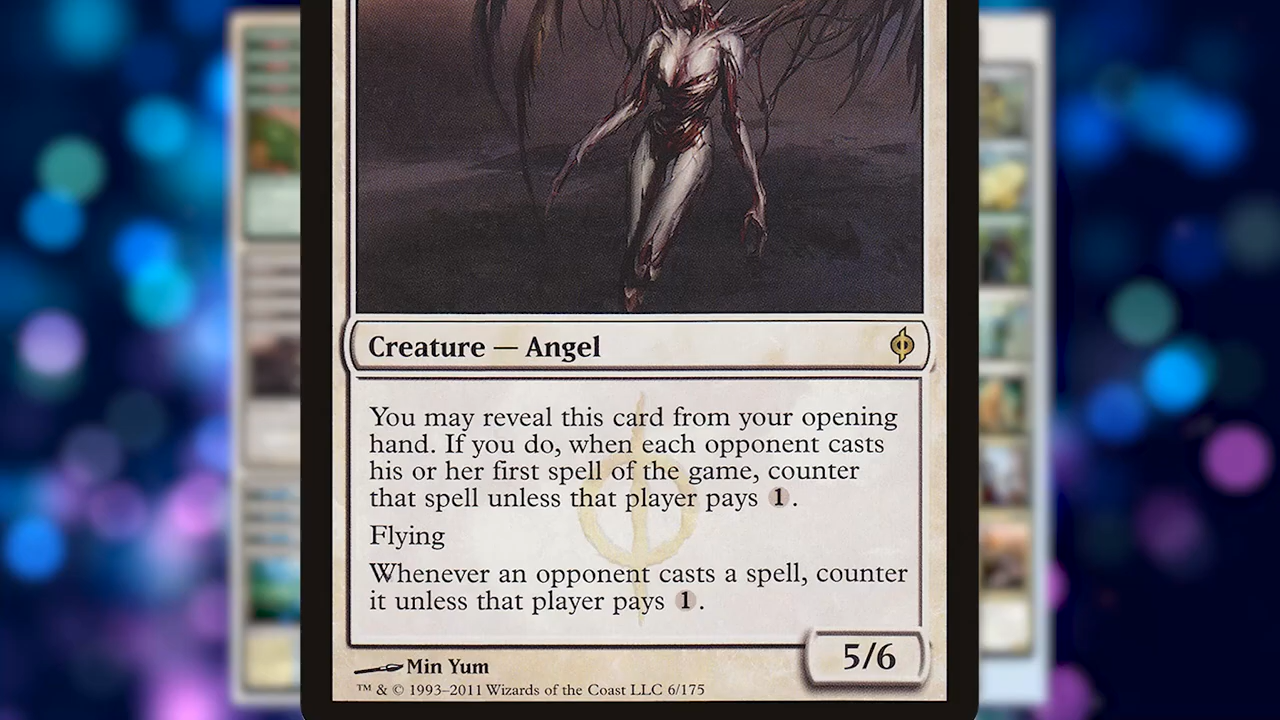 Creature — Angel
You may reveal this card from your opening
hand. If you do, when each opponent casts
his or her first spell of the game, counter
that spell unless that player pays 1.
Flying
Whenever an opponent casts a spell, counter
it unless that player pays 1.
5/6
Min Yum
™ & © 1993–2011 Wizards of the Coast LLC 6/175